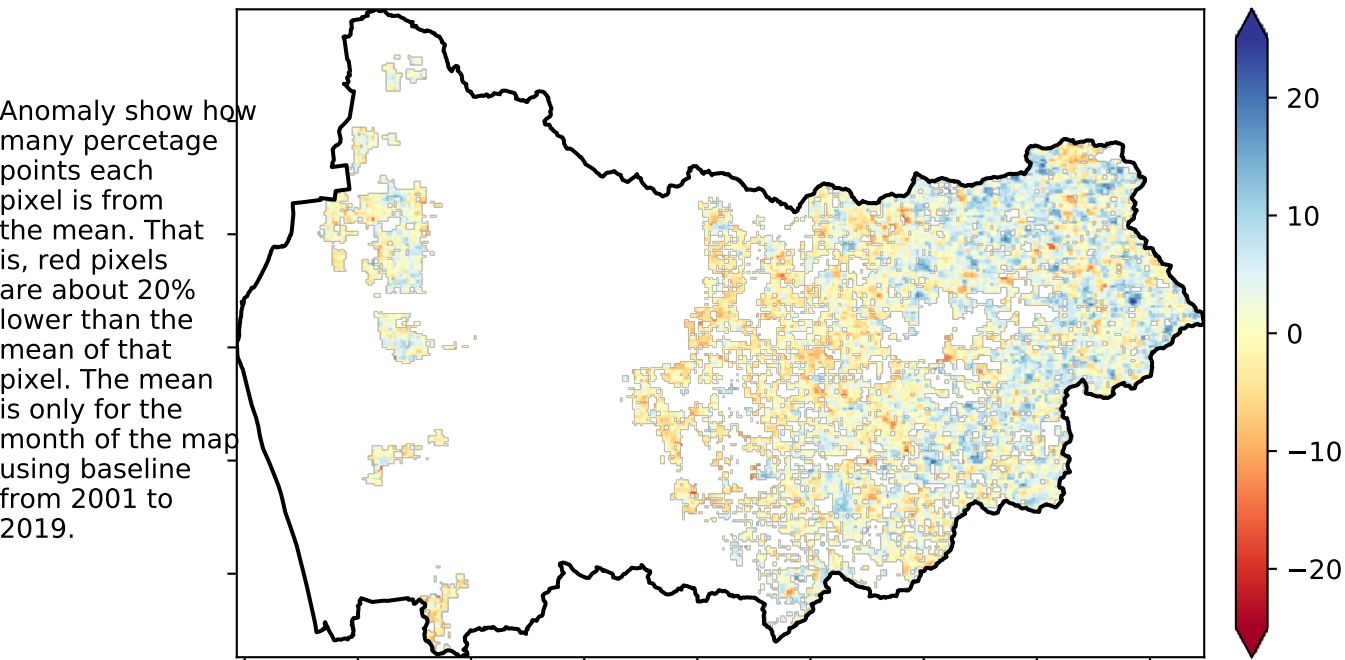 Anomaly show how
many percetage
points each
pixel is from
the mean. That
is, red pixels
are about 20%
lower than the
mean of that
pixel. The mean
is only for the
month of the map
using baseline
from 2001 to
2019.
20
10
0
−10
−20